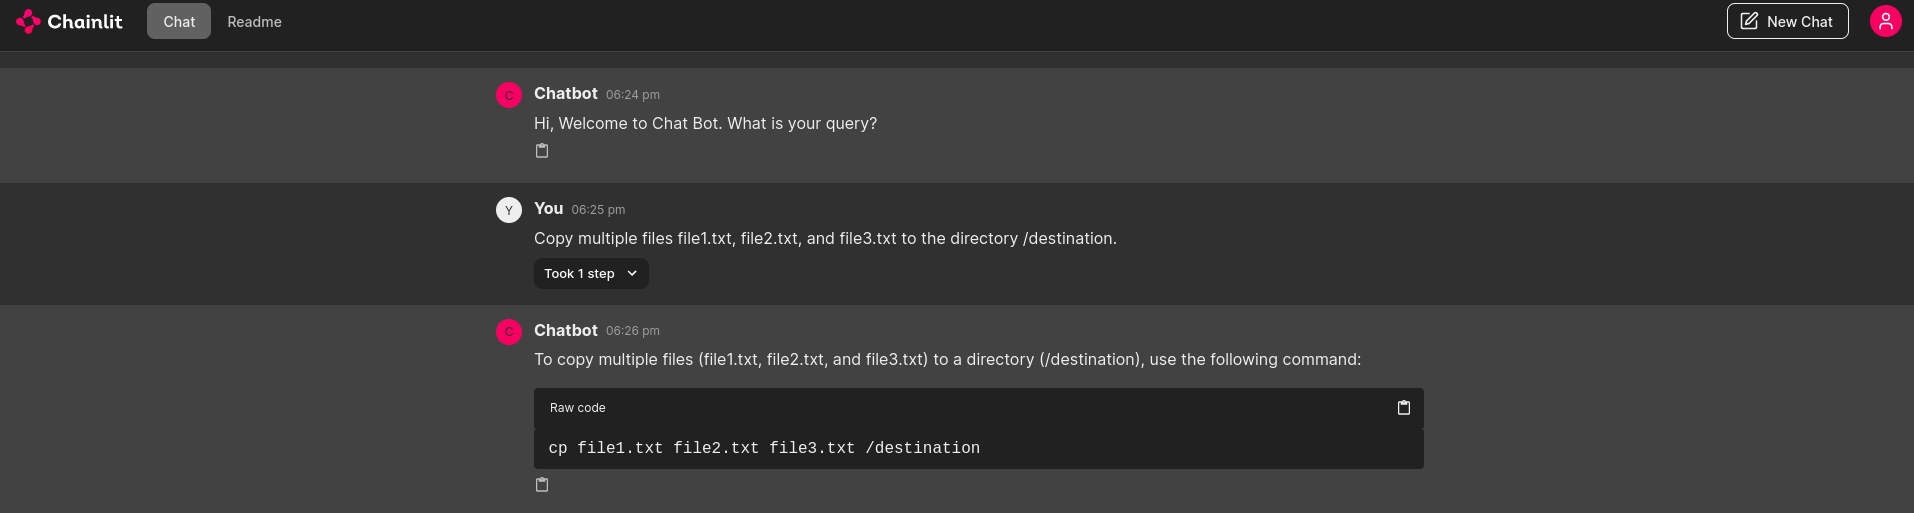 Chainlit Chat Readme New Chat
C Chatbot 06:24 pm
Hi, Welcome to Chat Bot. What is your query?
Y You 06:25 pm
Copy multiple files file1.txt, file2.txt, and file3.txt to the directory /destination.
Took 1 step
C Chatbot 06:26 pm
To copy multiple files (file1.txt, file2.txt, and file3.txt) to a directory (/destination), use the following command:
Raw code
cp file1.txt file2.txt file3.txt /destination